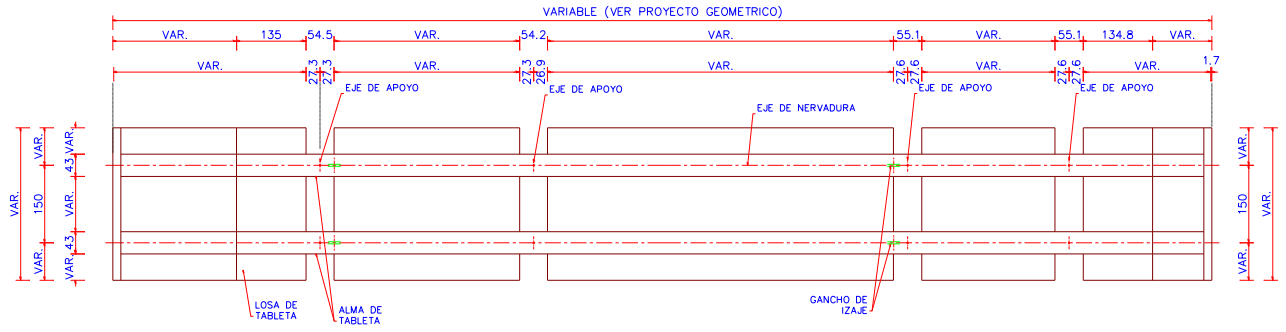 VARIABLE (VER PROYECTO GEOMETRICO)
VAR. 135 54.5 VAR. 54.2 VAR. 55.1 VAR. 55.1 134.8 VAR.
VAR. 27.3 27.3 VAR. 27.3 26.9 VAR. 27.6 27.6 VAR. 27.6 27.6 VAR. 1.7
EJE DE APOYO
EJE DE APOYO
EJE DE NERVADURA
EJE DE APOYO
EJE DE APOYO
VAR.
VAR.
150
VAR.
VAR
43
VAR.
43
VAR.
VAR.
150
VAR.
VAR.
LOSA DE
TABLETA
ALMA DE
TABLETA
GANCHO DE
IZAJE